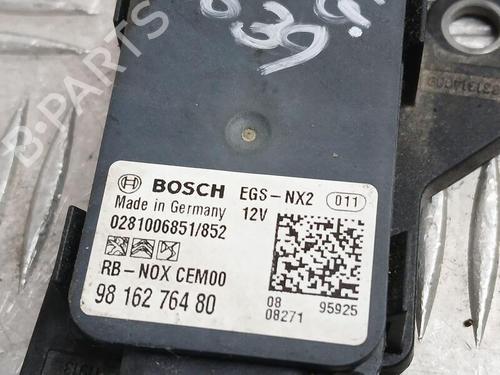 B-PARTS
639
BOSCH EGS-NX2 011
Made in Germany 12V
0281006851/852
RB-NOX CEM00
98 162 764 80
08 95925
08271